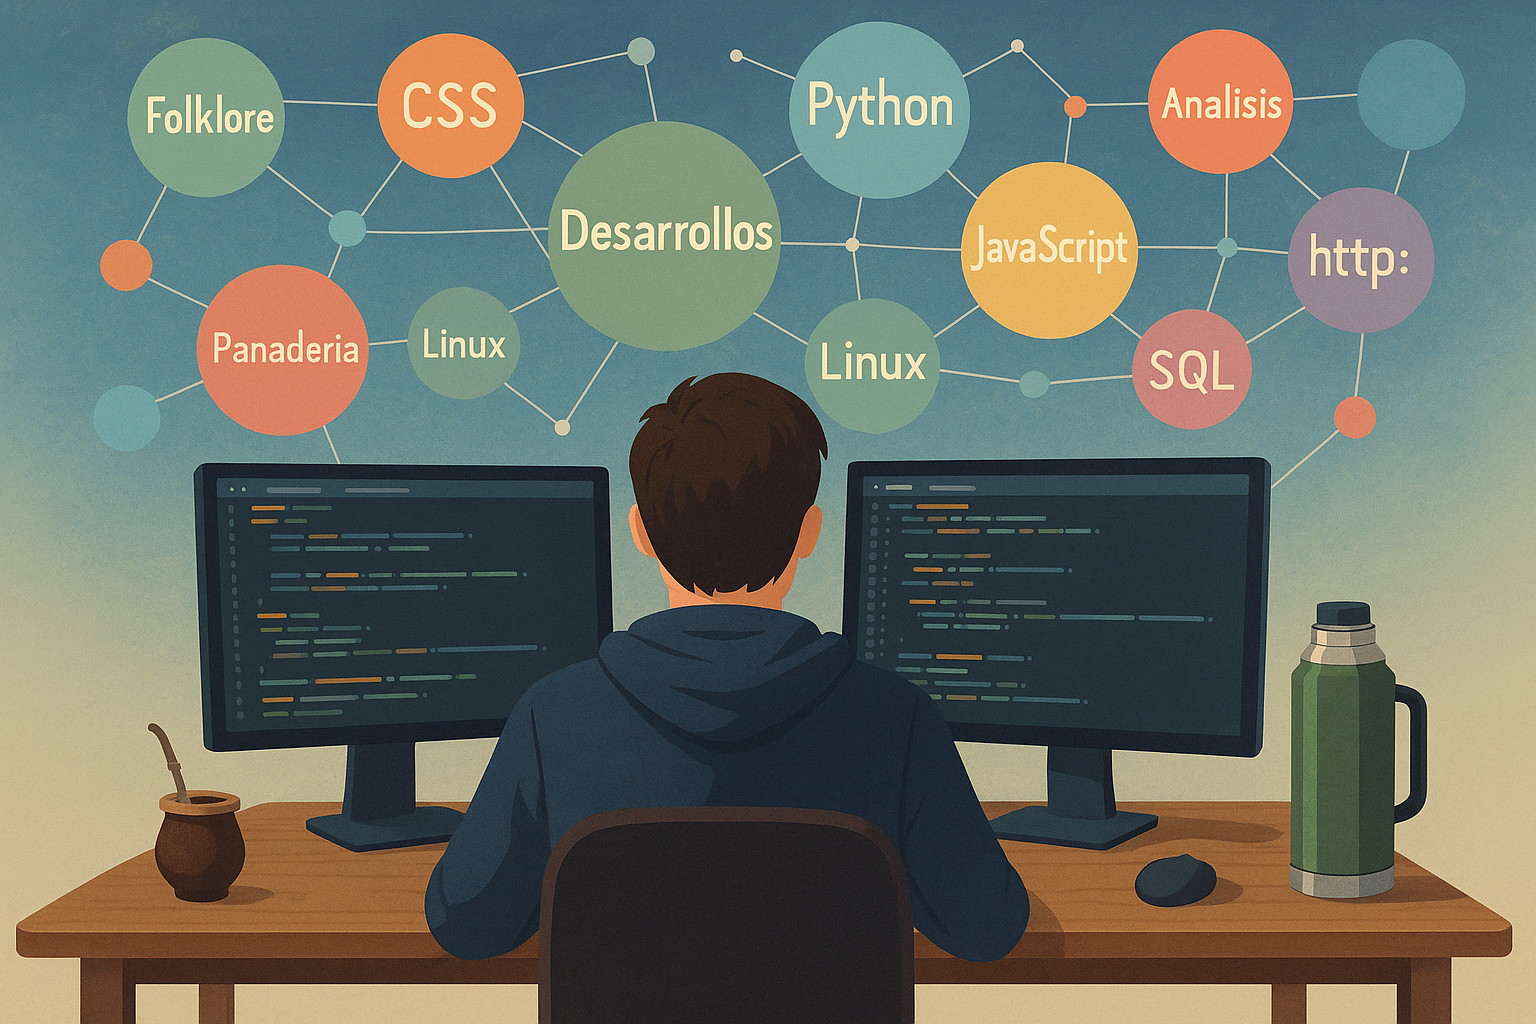 Folklore
CSS
Python
Analisis
Desarrollos
JavaScript
http:
Panaderia
Linux
Linux
SQL